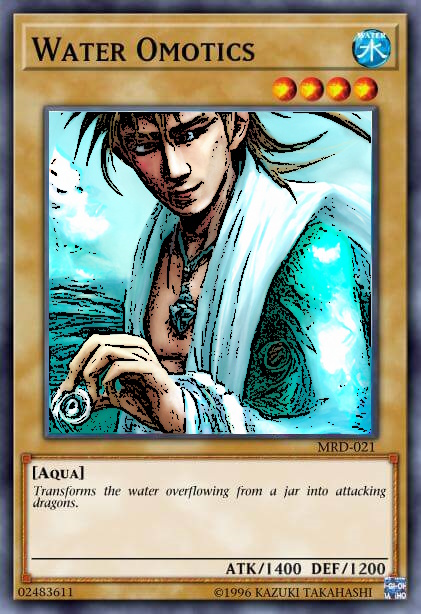 WATER OMOTICS
WATER
水
MRD-021
[AQUA]
Transforms the water overflowing from a jar into attacking
dragons.
ATK/1400 DEF/1200
02483611
©1996 KAZUKI TAKAHASHI